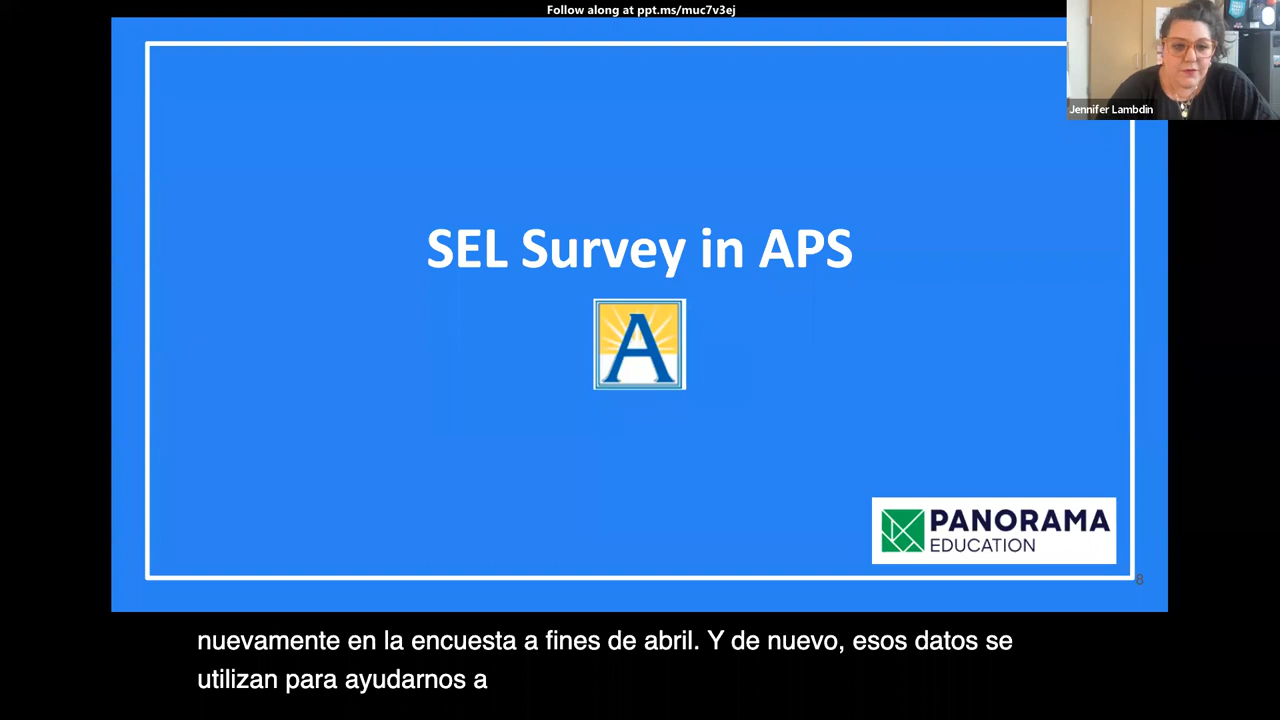 Follow along at ppt.ms/muc7v3ej
Jennifer Lambdin
SEL Survey in APS
A
PANORAMA
EDUCATION
8
nuevamente en la encuesta a fines de abril. Y de nuevo, esos datos se
utilizan para ayudarnos a